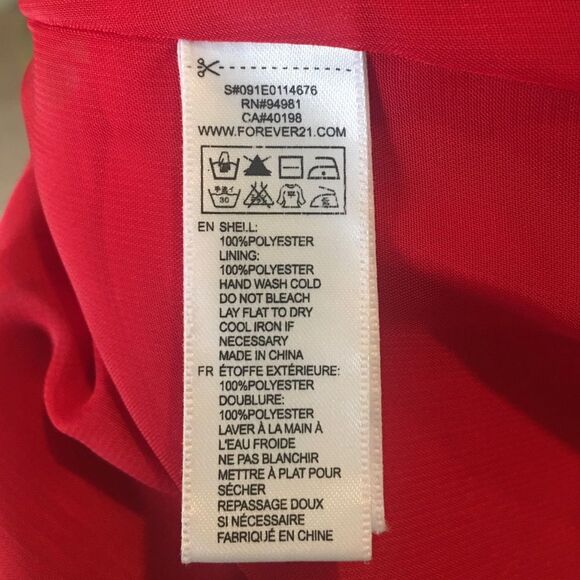 S#091E0114676
RN#94981
CA#40198
WWW.FOREVER21.COM
手洗イ
30
EN SHELL:
100%POLYESTER
LINING:
100%POLYESTER
HAND WASH COLD
DO NOT BLEACH
LAY FLAT TO DRY
COOL IRON IF
NECESSARY
MADE IN CHINA
FR ÉTOFFE EXTÉRIEURE:
100%POLYESTER
DOUBLURE:
100%POLYESTER
LAVER À LA MAIN À
L'EAU FROIDE
NE PAS BLANCHIR
METTRE À PLAT POUR
SÉCHER
REPASSAGE DOUX
SI NÉCESSAIRE
FABRIQUÉ EN CHINE